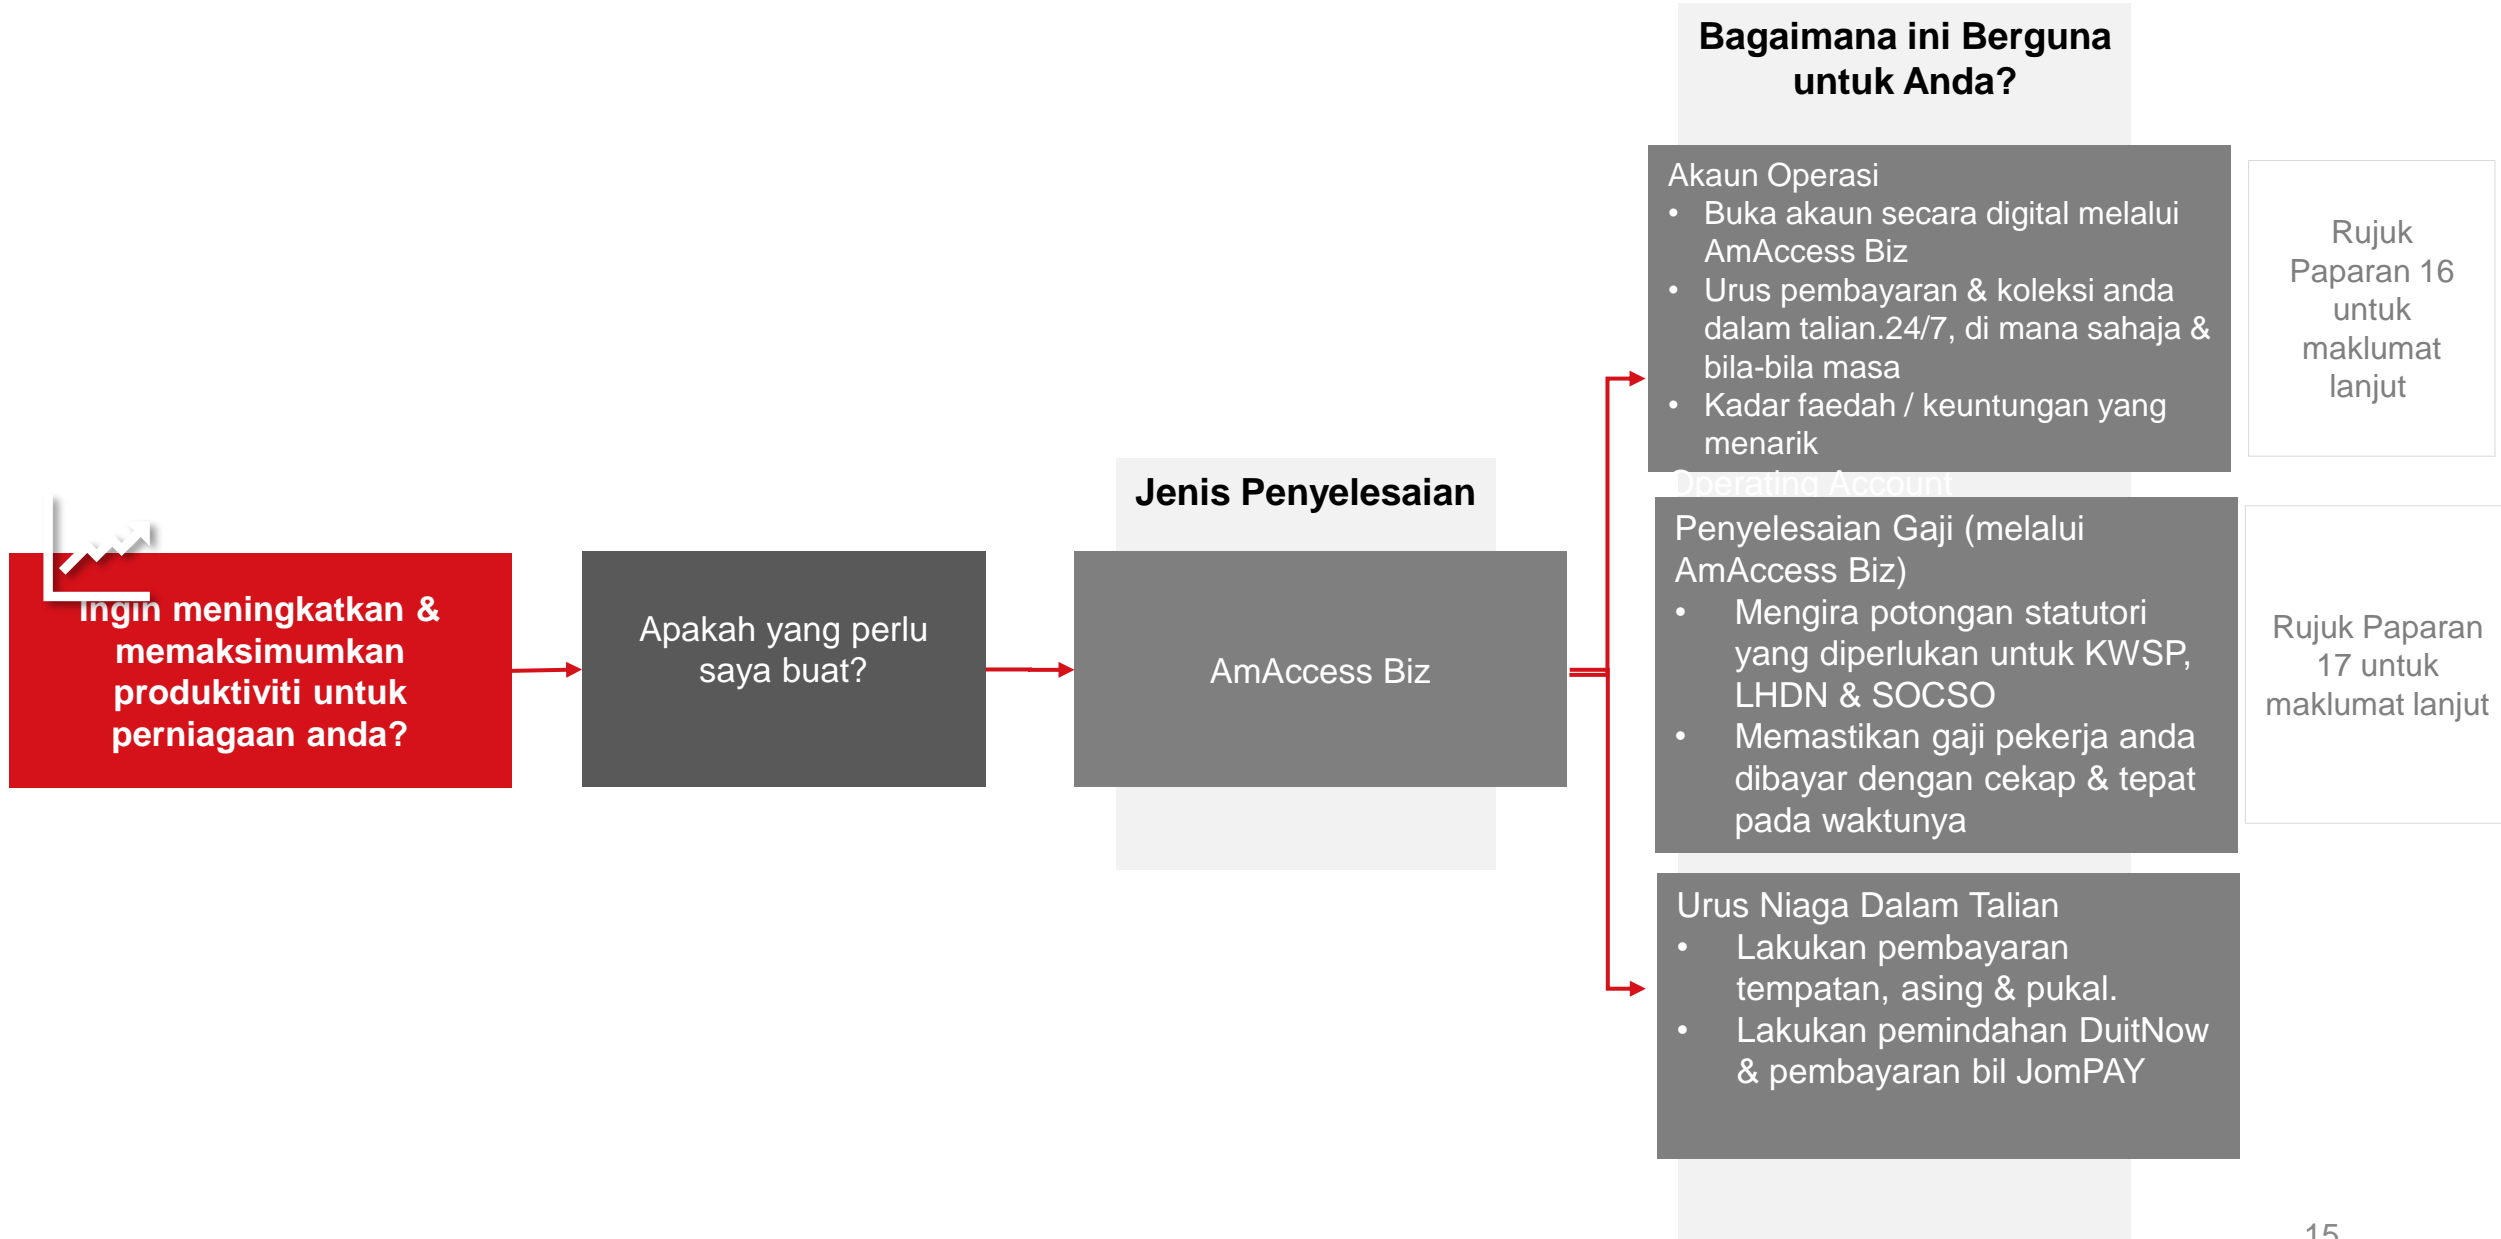 Bagaimana ini Berguna
untuk Anda?
Akaun Operasi
• Buka akaun secara digital melalui
AmAccess Biz
• Urus pembayaran & koleksi anda
dalam talian.24/7, di mana sahaja &
bila-bila masa
• Kadar faedah / keuntungan yang
menarik
Operating Account
Rujuk
Paparan 16
untuk
maklumat
lanjut
Jenis Penyelesaian
Ingin meningkatkan &
memaksimumkan
produktiviti untuk
perniagaan anda?
Apakah yang perlu
saya buat?
AmAccess Biz
Penyelesaian Gaji (melalui
AmAccess Biz)
• Mengira potongan statutori
yang diperlukan untuk KWSP,
LHDN & SOCSO
• Memastikan gaji pekerja anda
dibayar dengan cekap & tepat
pada waktunya
Rujuk Paparan
17 untuk
maklumat lanjut
Urus Niaga Dalam Talian
• Lakukan pembayaran
tempatan, asing & pukal.
• Lakukan pemindahan DuitNow
& pembayaran bil JomPAY
15